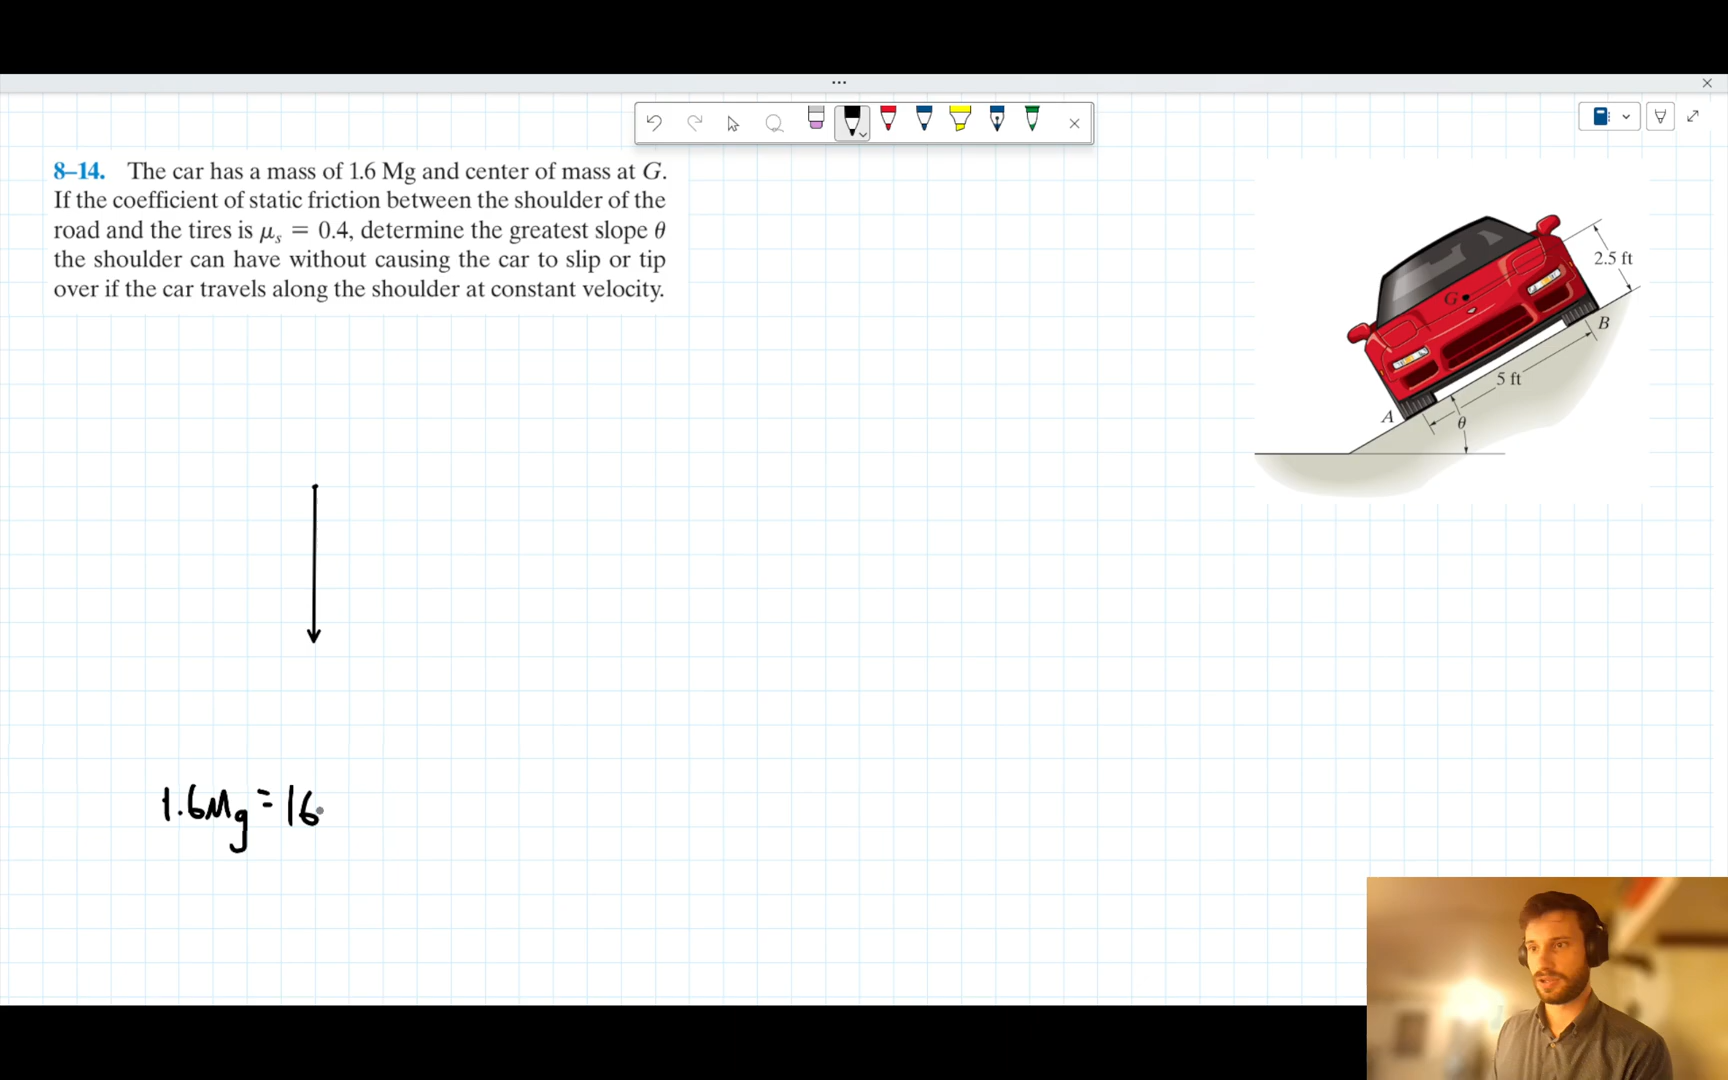 8–14. The car has a mass of 1.6 Mg and center of mass at G.
If the coefficient of static friction between the shoulder of the
road and the tires is μs = 0.4, determine the greatest slope θ
the shoulder can have without causing the car to slip or tip
over if the car travels along the shoulder at constant velocity.
2.5 ft
G
B
5 ft
A
θ
1.6Mg = 16